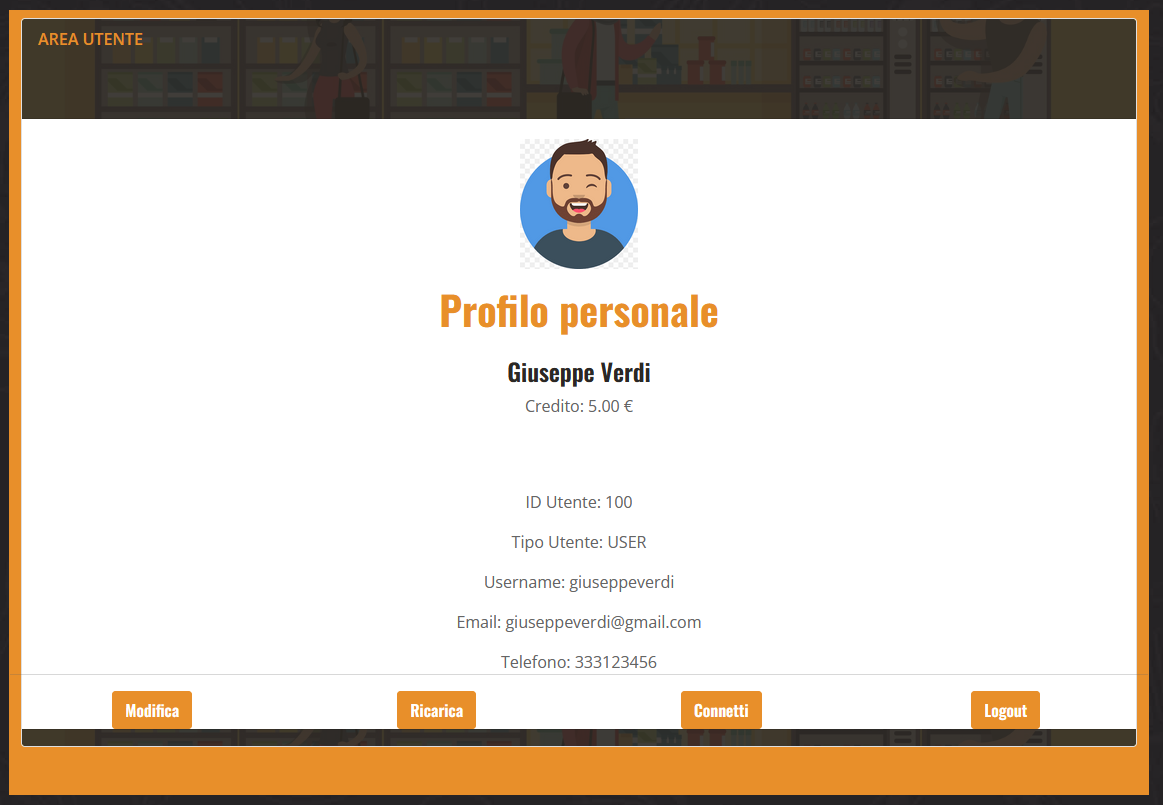 AREA UTENTE
Profilo personale
Giuseppe Verdi
Credito: 5.00 €
ID Utente: 100
Tipo Utente: USER
Username: giuseppeverdi
Email: giuseppeverdi@gmail.com
Telefono: 333123456
Modifica Ricarica Connetti Logout